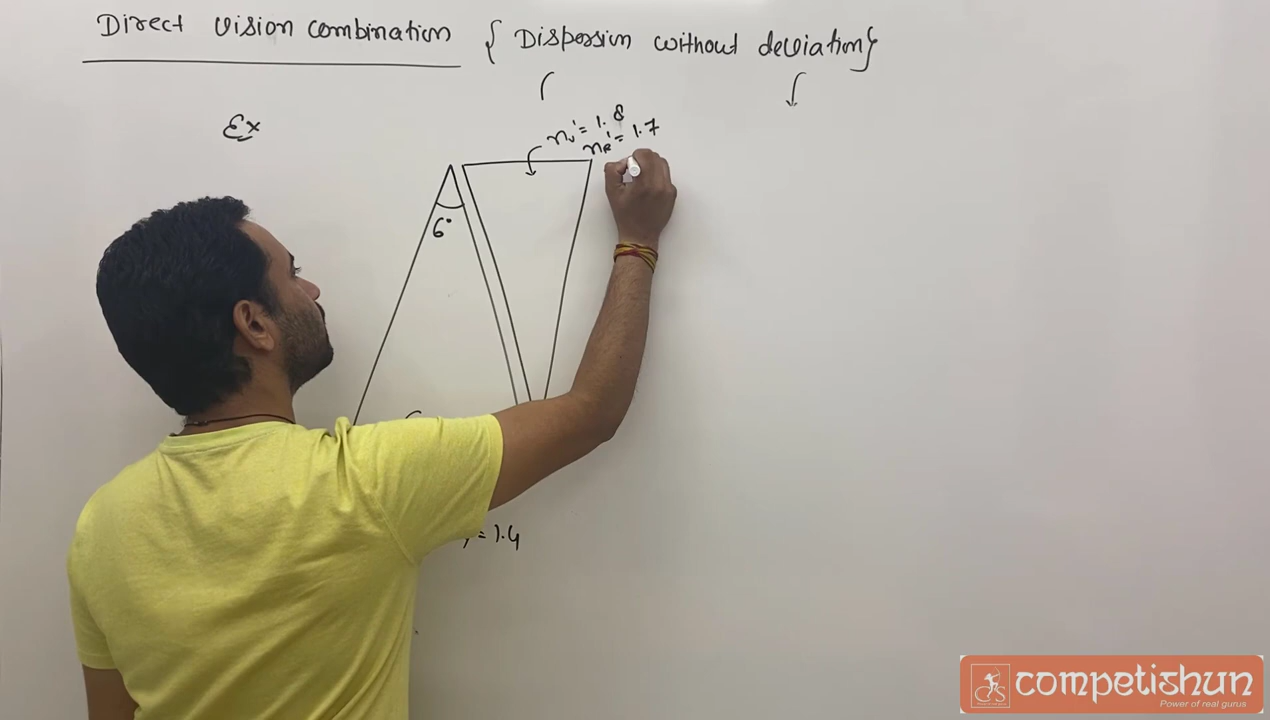 Direct vision combination { Dispersion without deviation}
Ex
nv' = 1.8
nR' = 1.7
6°
= 1.4
competishun
Power of real gurus